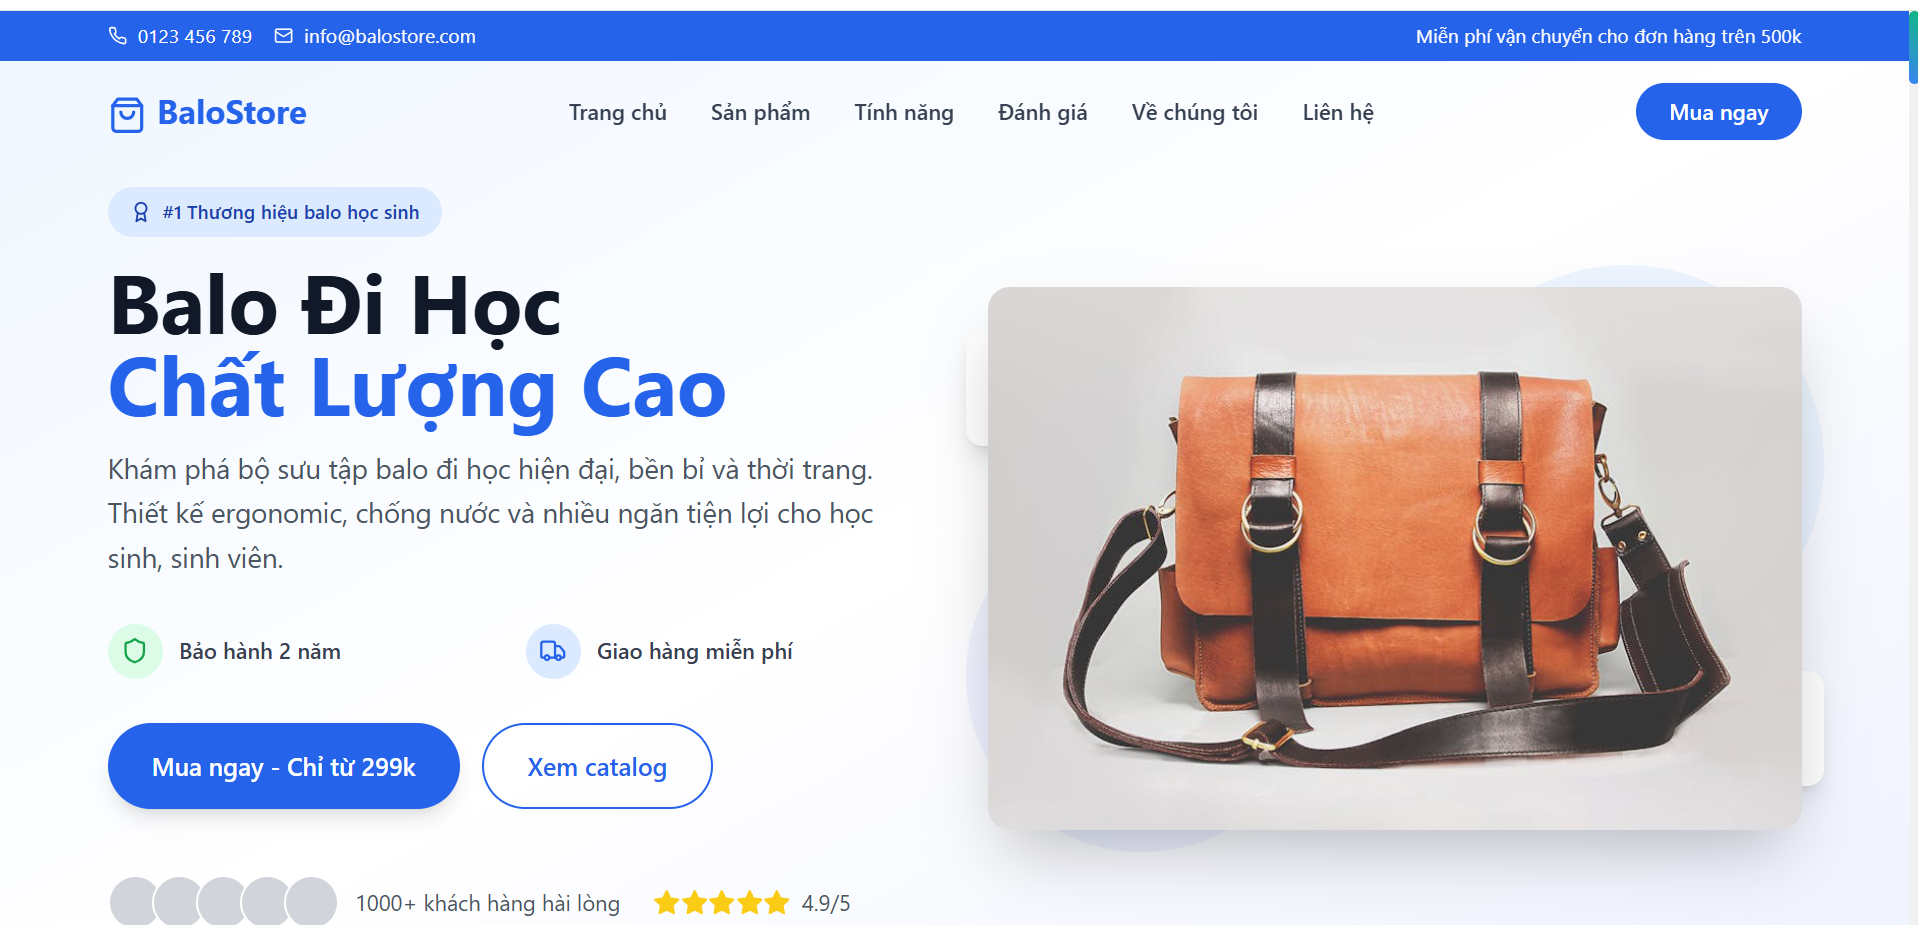 0123 456 789
info@balostore.com
Miễn phí vận chuyển cho đơn hàng trên 500k
BaloStore
Trang chủ
Sản phẩm
Tính năng
Đánh giá
Về chúng tôi
Liên hệ
Mua ngay
#1 Thương hiệu balo học sinh
Balo Đi Học
Chất Lượng Cao
Khám phá bộ sưu tập balo đi học hiện đại, bền bỉ và thời trang.
Thiết kế ergonomic, chống nước và nhiều ngăn tiện lợi cho học
sinh, sinh viên.
Bảo hành 2 năm
Giao hàng miễn phí
Mua ngay - Chỉ từ 299k
Xem catalog
1000+ khách hàng hài lòng
4.9/5